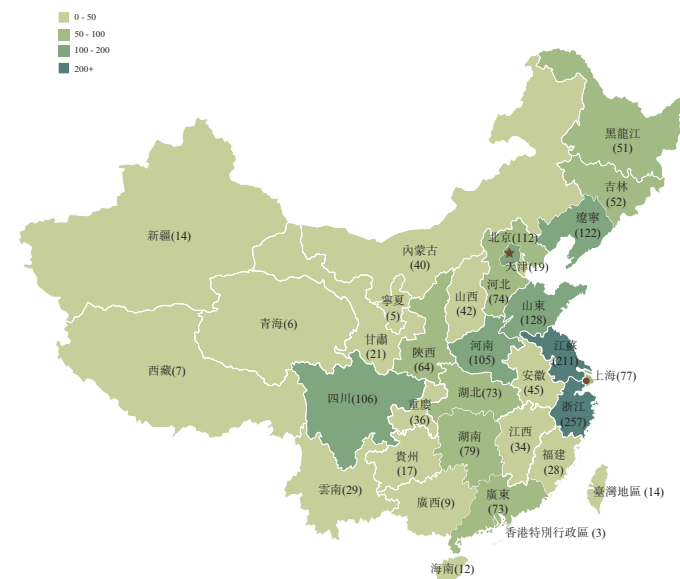 0 - 50
50 - 100
100 - 200
200+
黑龍江
(51)
吉林
(52)
遼寧
(122)
新疆(14)
內蒙古
(40)
北京(112)
天津(19)
河北
(74)
山西
(42)
寧夏
(5)
山東
(128)
青海(6)
甘肅
(21)
陝西
(64)
河南
(105)
江蘇
(211)
西藏(7)
安徽
(45)
上海(77)
四川(106)
湖北(73)
重慶
(36)
浙江
(257)
湖南
(79)
江西
(34)
貴州
(17)
福建
(28)
雲南(29)
廣西(9)
廣東
(73)
臺灣地區(14)
香港特別行政區(3)
海南(12)